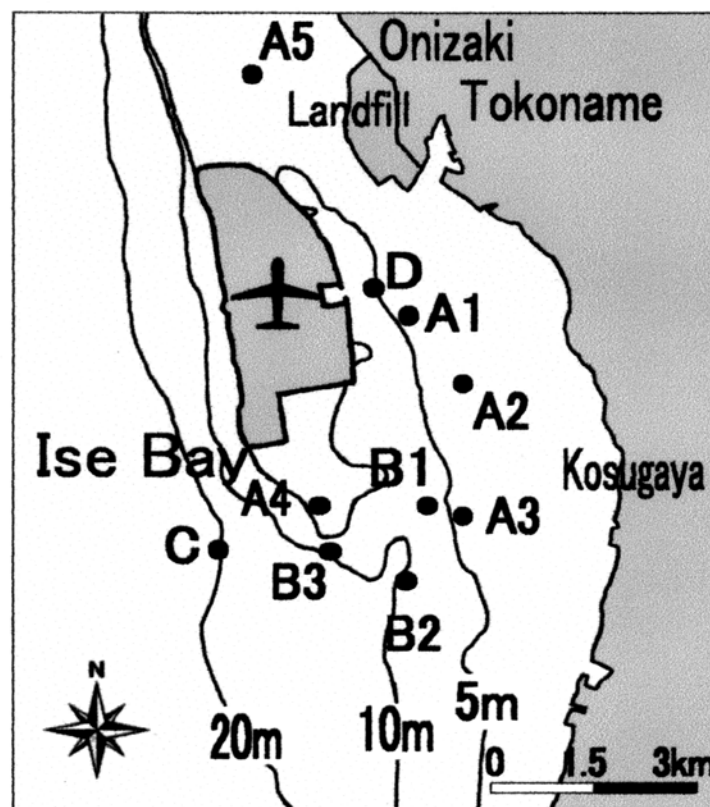 A5
Onizaki
Landfill
Tokoname
D
A1
A2
Ise Bay
B1
Kosugaya
A4
A3
C
B3
B2
N
20m
10m
5m
0 1.5 3km